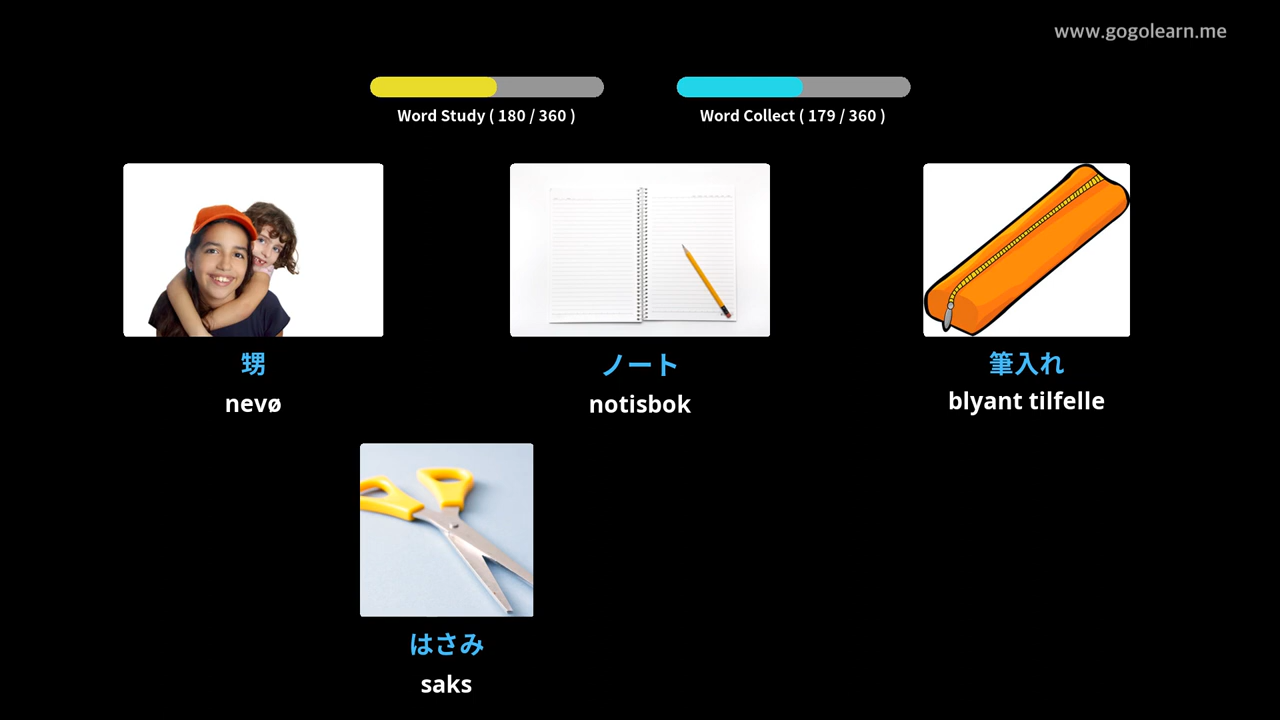 www.gogolearn.me
Word Study ( 180 / 360 )
Word Collect ( 179 / 360 )
甥
nevø
ノート
notisbok
筆入れ
blyant tilfelle
はさみ
saks